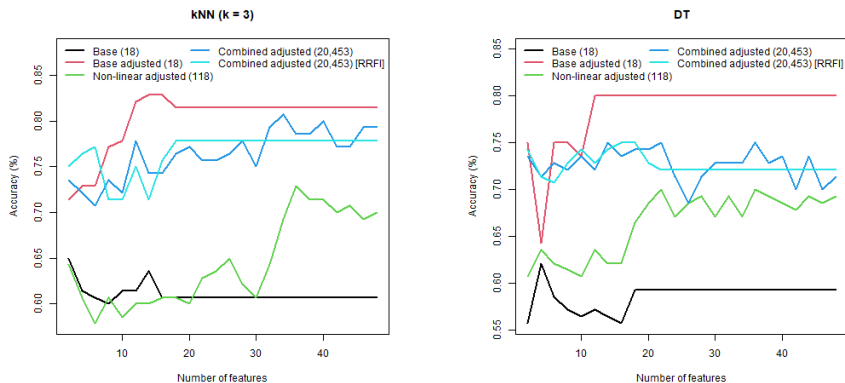 kNN (k = 3)
Base (18)
Base adjusted (18)
Non-linear adjusted (118)
Combined adjusted (20,453)
Combined adjusted (20,453) [RRFI]
Accuracy (%)
0.85
0.80
0.75
0.70
0.65
0.60
10 20 30 40
Number of features
DT
Base (18)
Base adjusted (18)
Non-linear adjusted (118)
Combined adjusted (20,453)
Combined adjusted (20,453) [RRFI]
Accuracy (%)
0.85
0.80
0.75
0.70
0.65
0.60
0.55
10 20 30 40
Number of features